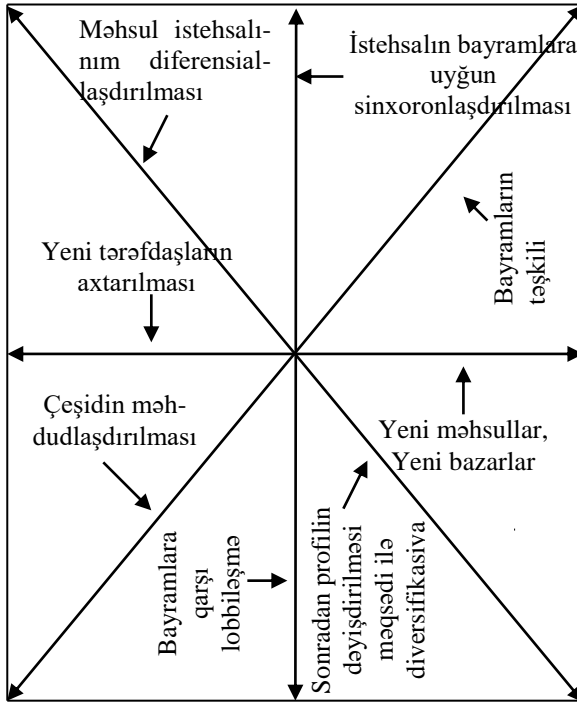 Məhsul istehsalı-
nım diferensial-
laşdırılması
İstehsalın bayramlara
uyğun
sinxoronlaşdırılması
Bayramların
təşkili
Yeni tərəfdaşların
axtarılması
Çeşidin məh-
dudlaşdırılması
Yeni məhsullar,
Yeni bazarlar
Bayramlara
qarşı
lobbiləşmə
Sonradan profilin
dəyişdirilməsi
məqsədi ilə
diversifikasiva